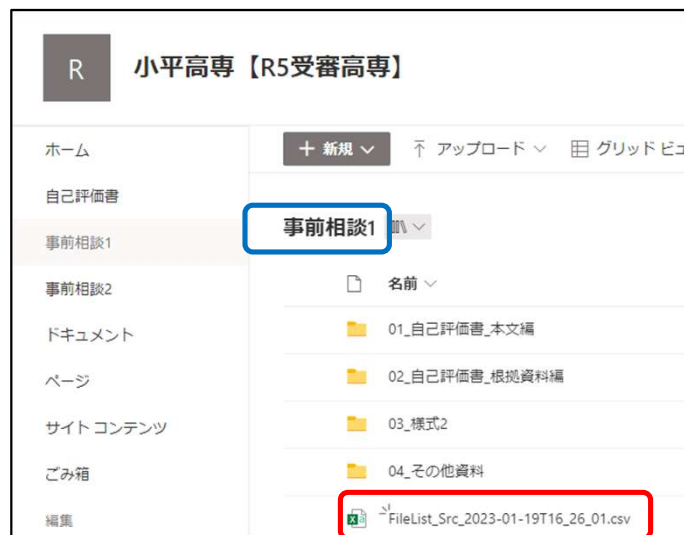 R 小平高専【R5受審高専】
ホーム
自己評価書
事前相談1
事前相談2
ドキュメント
ページ
サイト コンテンツ
ごみ箱
編集
＋ 新規 アップロード グリッド ビュ
事前相談1
名前
01_自己評価書_本文編
02_自己評価書_根拠資料編
03_様式2
04_その他資料
FileList_Src_2023-01-19T16_26_01.csv